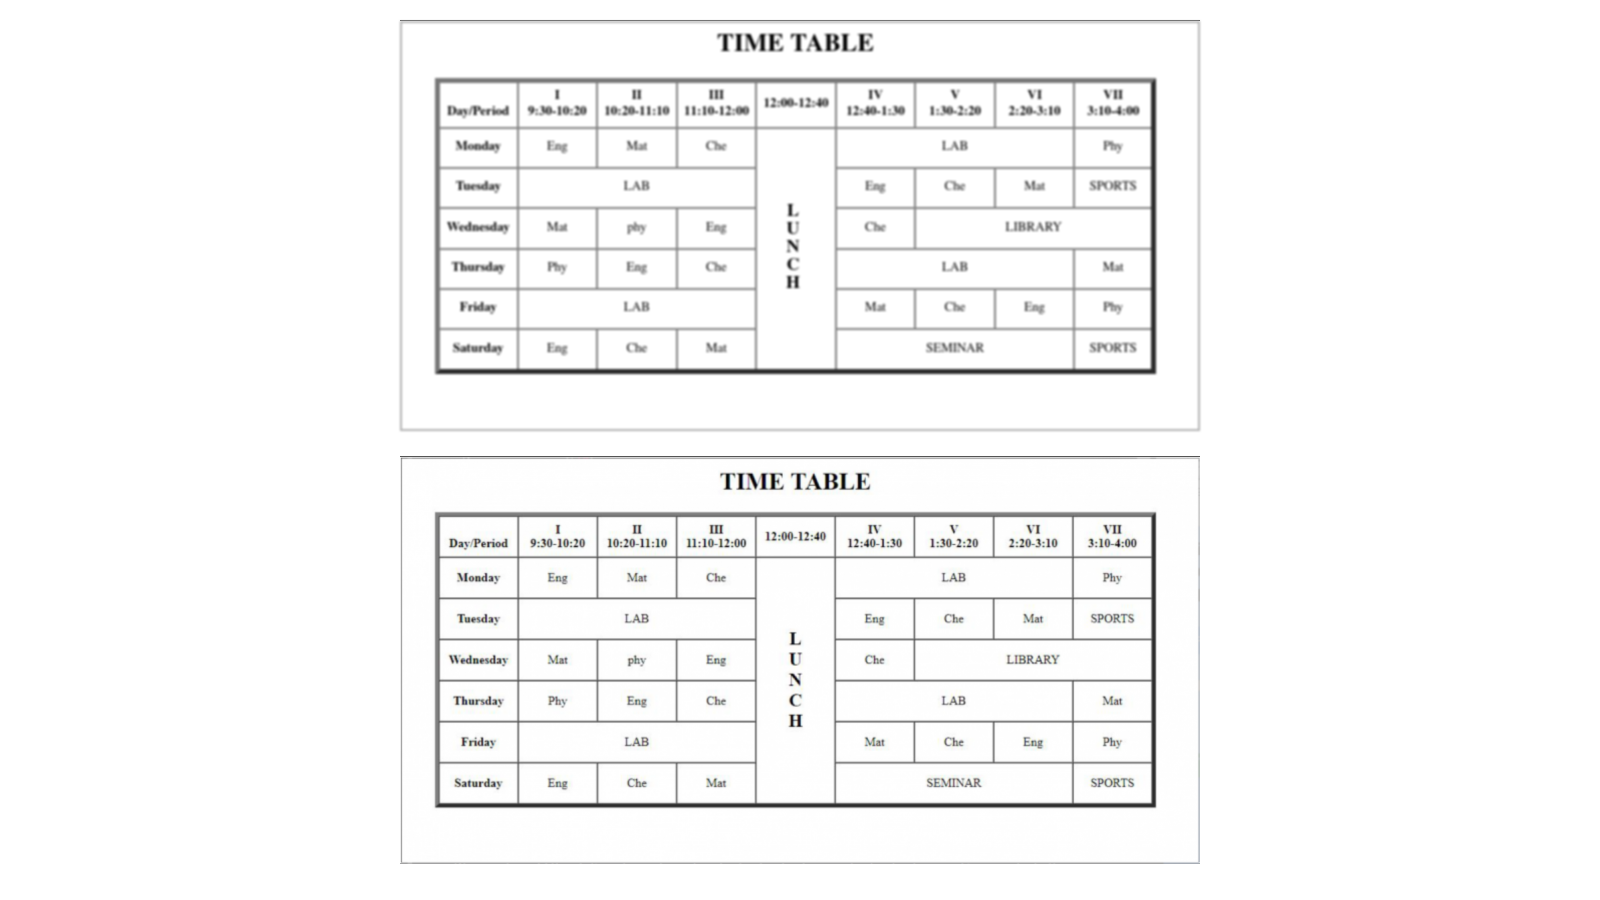 TIME TABLE
Day/Period I 9:30-10:20 II 10:20-11:10 III 11:10-12:00 12:00-12:40 IV 12:40-1:30 V 1:30-2:20 VI 2:20-3:10 VII 3:10-4:00
Monday Eng Mat Che LUNCH LAB Phy
Tuesday LAB Eng Che Mat SPORTS
Wednesday Mat phy Eng Che LIBRARY
Thursday Phy Eng Che LAB Mat
Friday LAB Mat Che Eng Phy
Saturday Eng Che Mat SEMINAR SPORTS
TIME TABLE
Day/Period I 9:30-10:20 II 10:20-11:10 III 11:10-12:00 12:00-12:40 IV 12:40-1:30 V 1:30-2:20 VI 2:20-3:10 VII 3:10-4:00
Monday Eng Mat Che LUNCH LAB Phy
Tuesday LAB Eng Che Mat SPORTS
Wednesday Mat phy Eng Che LIBRARY
Thursday Phy Eng Che LAB Mat
Friday LAB Mat Che Eng Phy
Saturday Eng Che Mat SEMINAR SPORTS